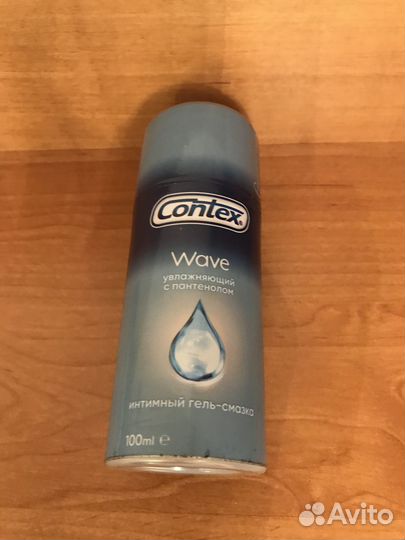 Contex
Wave
увлажняющий
с пантенолом
интимный гель-смазка
100ml e
Avito